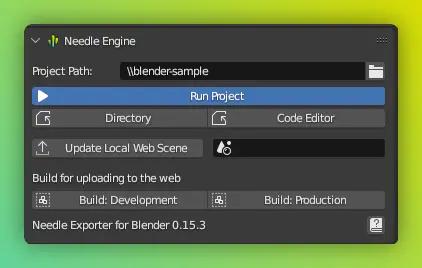 Needle Engine
Project Path: \\blender-sample
Run Project
Directory Code Editor
Update Local Web Scene
Build for uploading to the web
Build: Development Build: Production
Needle Exporter for Blender 0.15.3